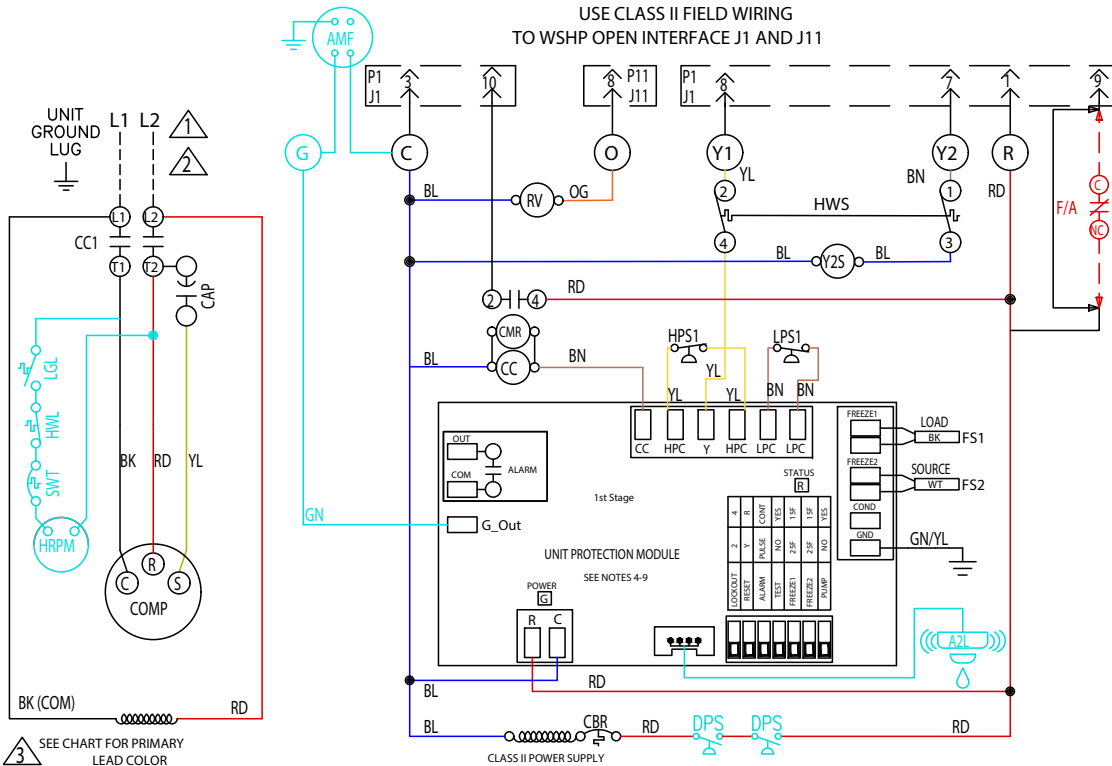 USE CLASS II FIELD WIRING
TO WSHP OPEN INTERFACE J1 AND J11
AMF
P1
J1
3
10
8
P11
J11
P1
J1
8
7
1
9
UNIT
GROUND
LUG
L1
L2
1
2
G
C
O
Y1
Y2
R
BL
RV
OG
YL
BN
RD
2
1
HWS
4
3
C
F/A
NC
L1
L2
CC1
T1
T2
CAP
BL
Y2S
BL
2
4
RD
CMR
CC
BL
BN
HPS1
LPS1
YL
YL
BN
BN
LGL
HWL
SWT
HRPM
BK
RD
YL
C
R
S
COMP
CC
HPC
Y
HPC
LPC
LPC
FREEZE1
LOAD
BK
FS1
FREEZE2
SOURCE
WT
FS2
COND
GND
GN/YL
OUT
COM
ALARM
GN
G_Out
1st Stage
STATUS
R
UNIT PROTECTION MODULE
SEE NOTES 4-9
LOCKOUT 2 4
RESET Y R
ALARM PULSE CONT
TEST NO YES
FREEZE1 25F 15F
FREEZE2 25F 15F
PUMP NO YES
POWER
G
R
C
A2L
BL
RD
BK (COM)
RD
BL
CBR
RD
DPS
DPS
RD
CLASS II POWER SUPPLY
3
SEE CHART FOR PRIMARY
LEAD COLOR